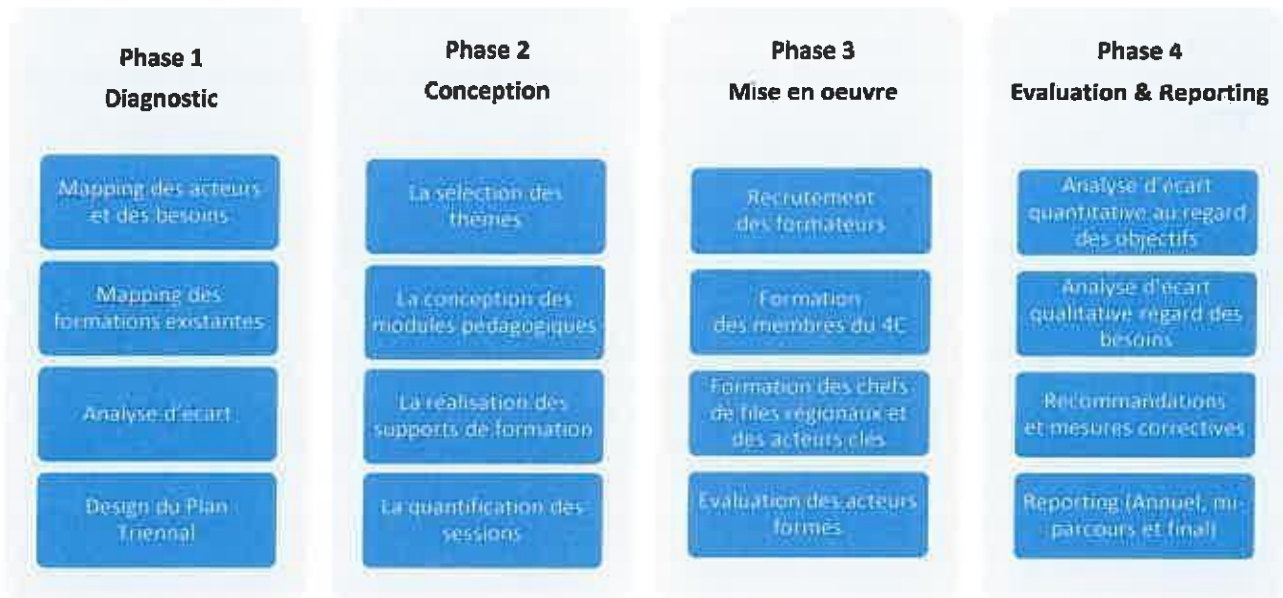 Phase 1
Diagnostic
Mapping des acteurs
et des besoins
Mapping des
formations existantes
Analyse d'écart
Design du Plan
Triennal
Phase 2
Conception
La sélection des
thèmes
La conception des
modules pédagogiques
La réalisation des
supports de formation
La quantification des
sessions
Phase 3
Mise en oeuvre
Recrutement
des formateurs
Formation
des membres du 4C
Formation des chefs
de files régionaux et
des acteurs clés
Evaluation des acteurs
formés
Phase 4
Evaluation & Reporting
Analyse d'écart
quantitative au regard
des objectifs
Analyse d'écart
qualitative regard des
besoins
Recommandations
et mesures correctives
Reporting (Annuel, mi-
parcours et final)